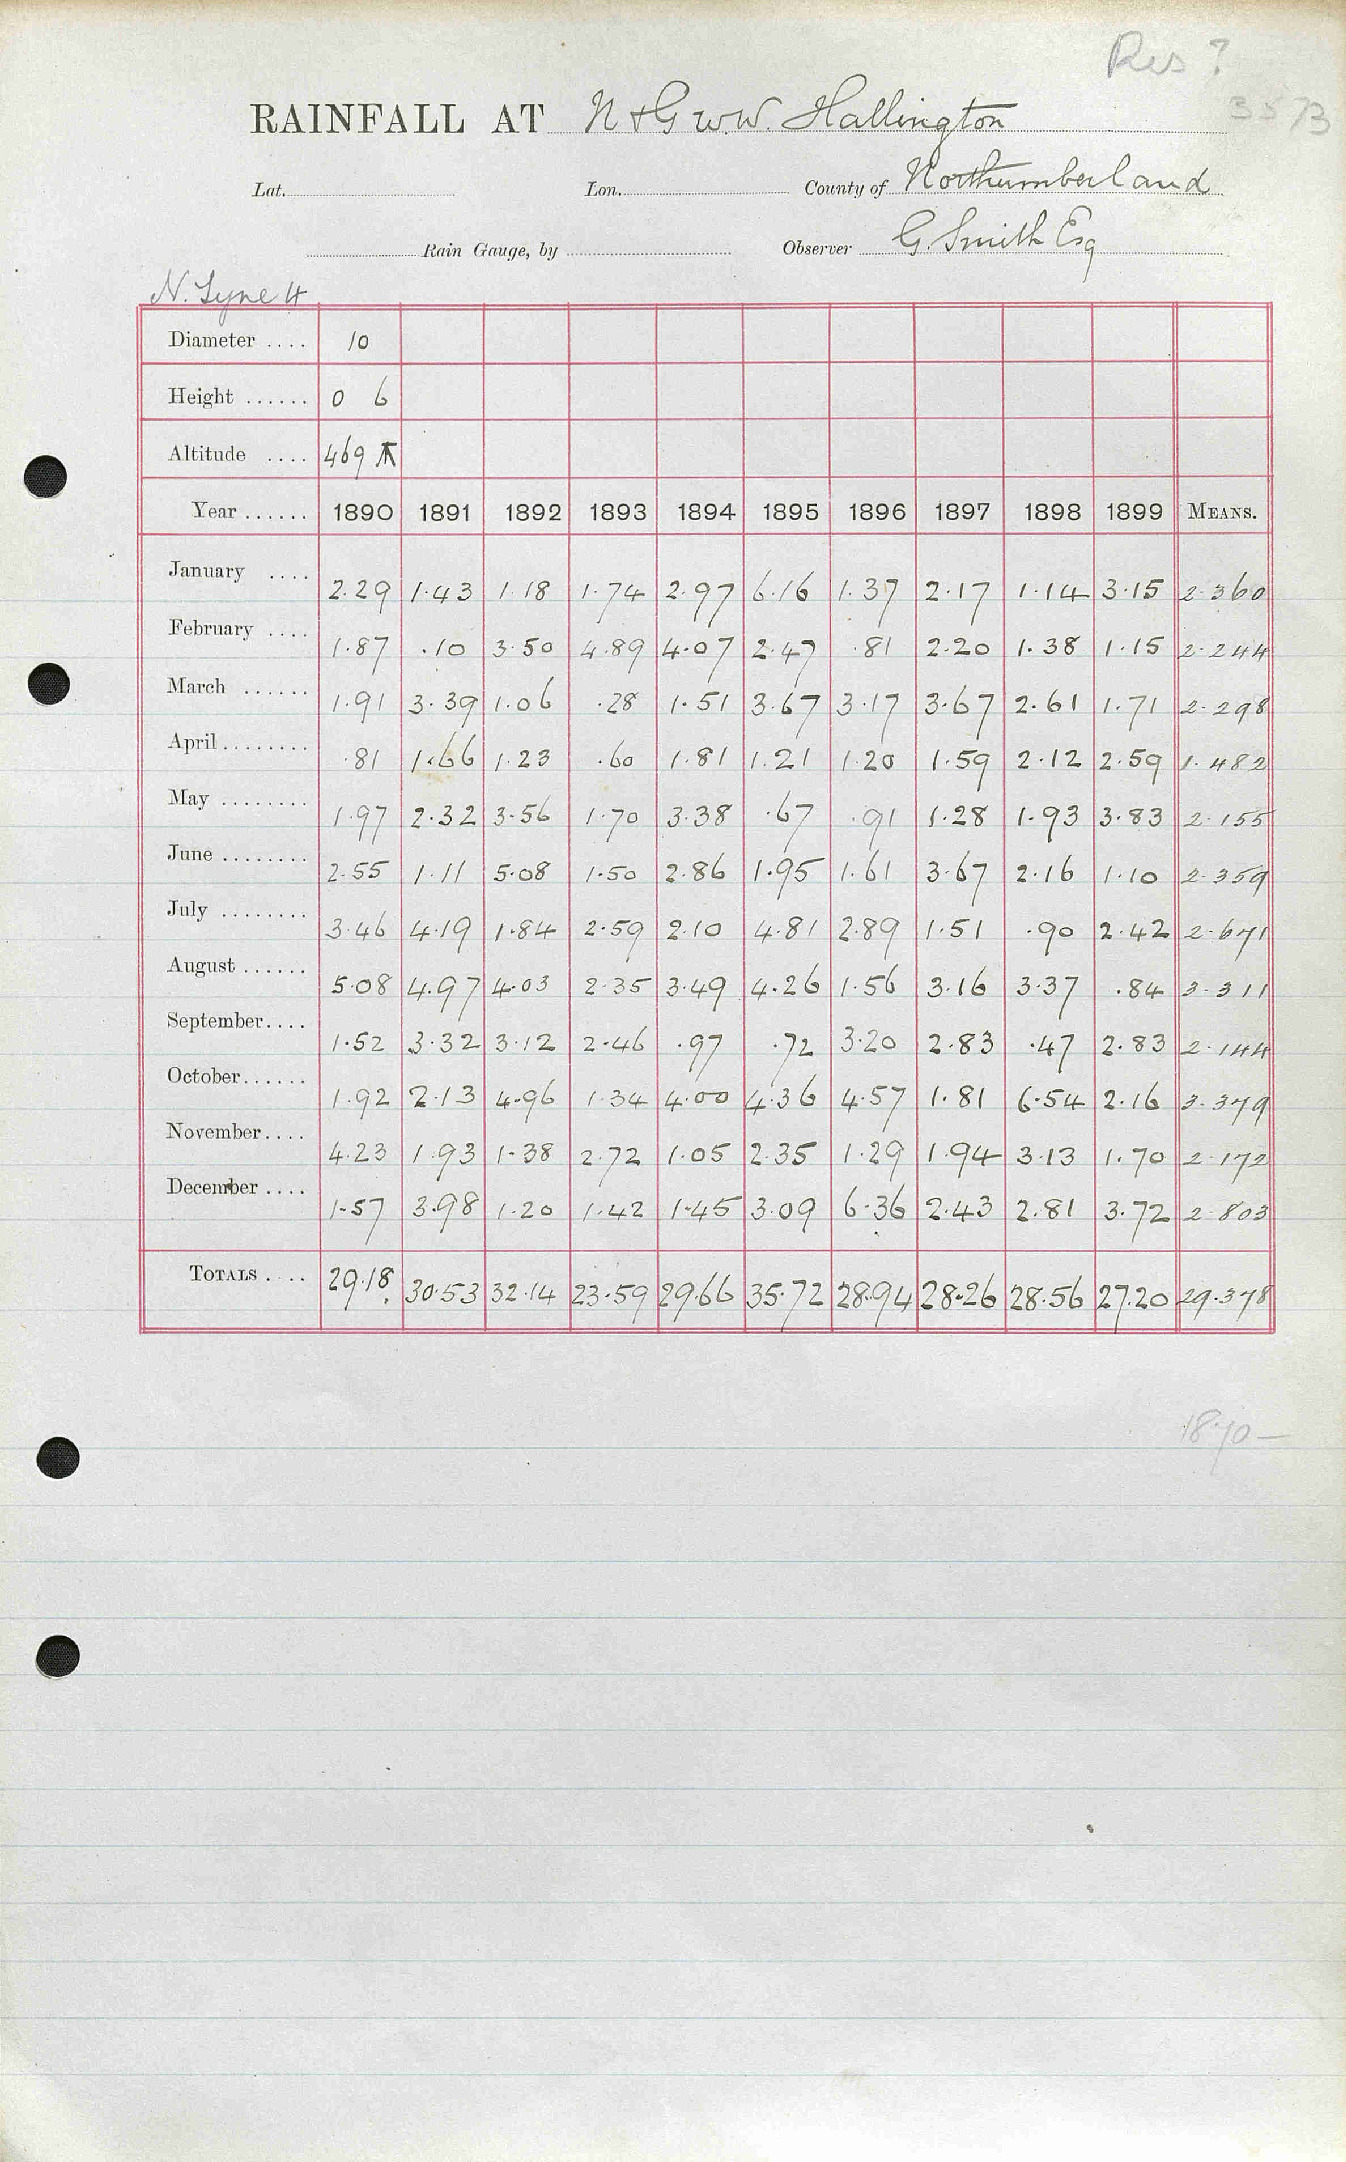 Res ?
3573
RAINFALL AT N & G W.W. Hallington
Lat. Lon. County of Northumberland
Rain Gauge, by Observer G. Smith Esq
N. Tyne 4
Diameter .... 10
Height ...... 0 6
Altitude .... 469
Year ...... 1890 1891 1892 1893 1894 1895 1896 1897 1898 1899 MEANS.
January .... 2.29 1.43 1.18 1.74 2.97 6.16 1.37 2.17 1.14 3.15 2.360
February .... 1.87 .10 3.50 4.89 4.07 2.47 .81 2.20 1.38 1.15 2.244
March ...... 1.91 3.39 1.06 .28 1.51 3.67 3.17 3.67 2.61 1.71 2.298
April ........ .81 1.66 1.23 .60 1.81 1.21 1.20 1.59 2.12 2.59 1.482
May ........ 1.97 2.32 3.56 1.70 3.38 .67 .91 1.28 1.93 3.83 2.155
June ........ 2.55 1.11 5.08 1.50 2.86 1.95 1.61 3.67 2.16 1.10 2.359
July ........ 3.46 4.19 1.84 2.59 2.10 4.81 2.89 1.51 .90 2.42 2.671
August ...... 5.08 4.97 4.03 2.35 3.49 4.26 1.56 3.16 3.37 .84 3.311
September .... 1.52 3.32 3.12 2.46 .97 .72 3.20 2.83 .47 2.83 2.144
October ...... 1.92 2.13 4.96 1.34 4.00 4.36 4.57 1.81 6.54 2.16 3.379
November .... 4.23 1.93 1.38 2.72 1.05 2.35 1.29 1.94 3.13 1.70 2.172
December .... 1.57 3.98 1.20 1.42 1.45 3.09 6.36 2.43 2.81 3.72 2.803
TOTALS .... 29.18 30.53 32.14 23.59 29.66 35.72 28.94 28.26 28.56 27.20 29.378
1870 —